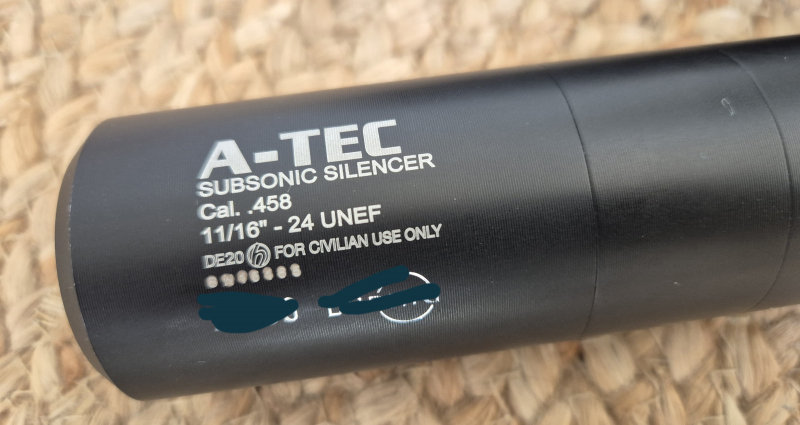 A-TEC
SUBSONIC SILENCER
Cal. .458
11/16" - 24 UNEF
DE20 FOR CIVILIAN USE ONLY